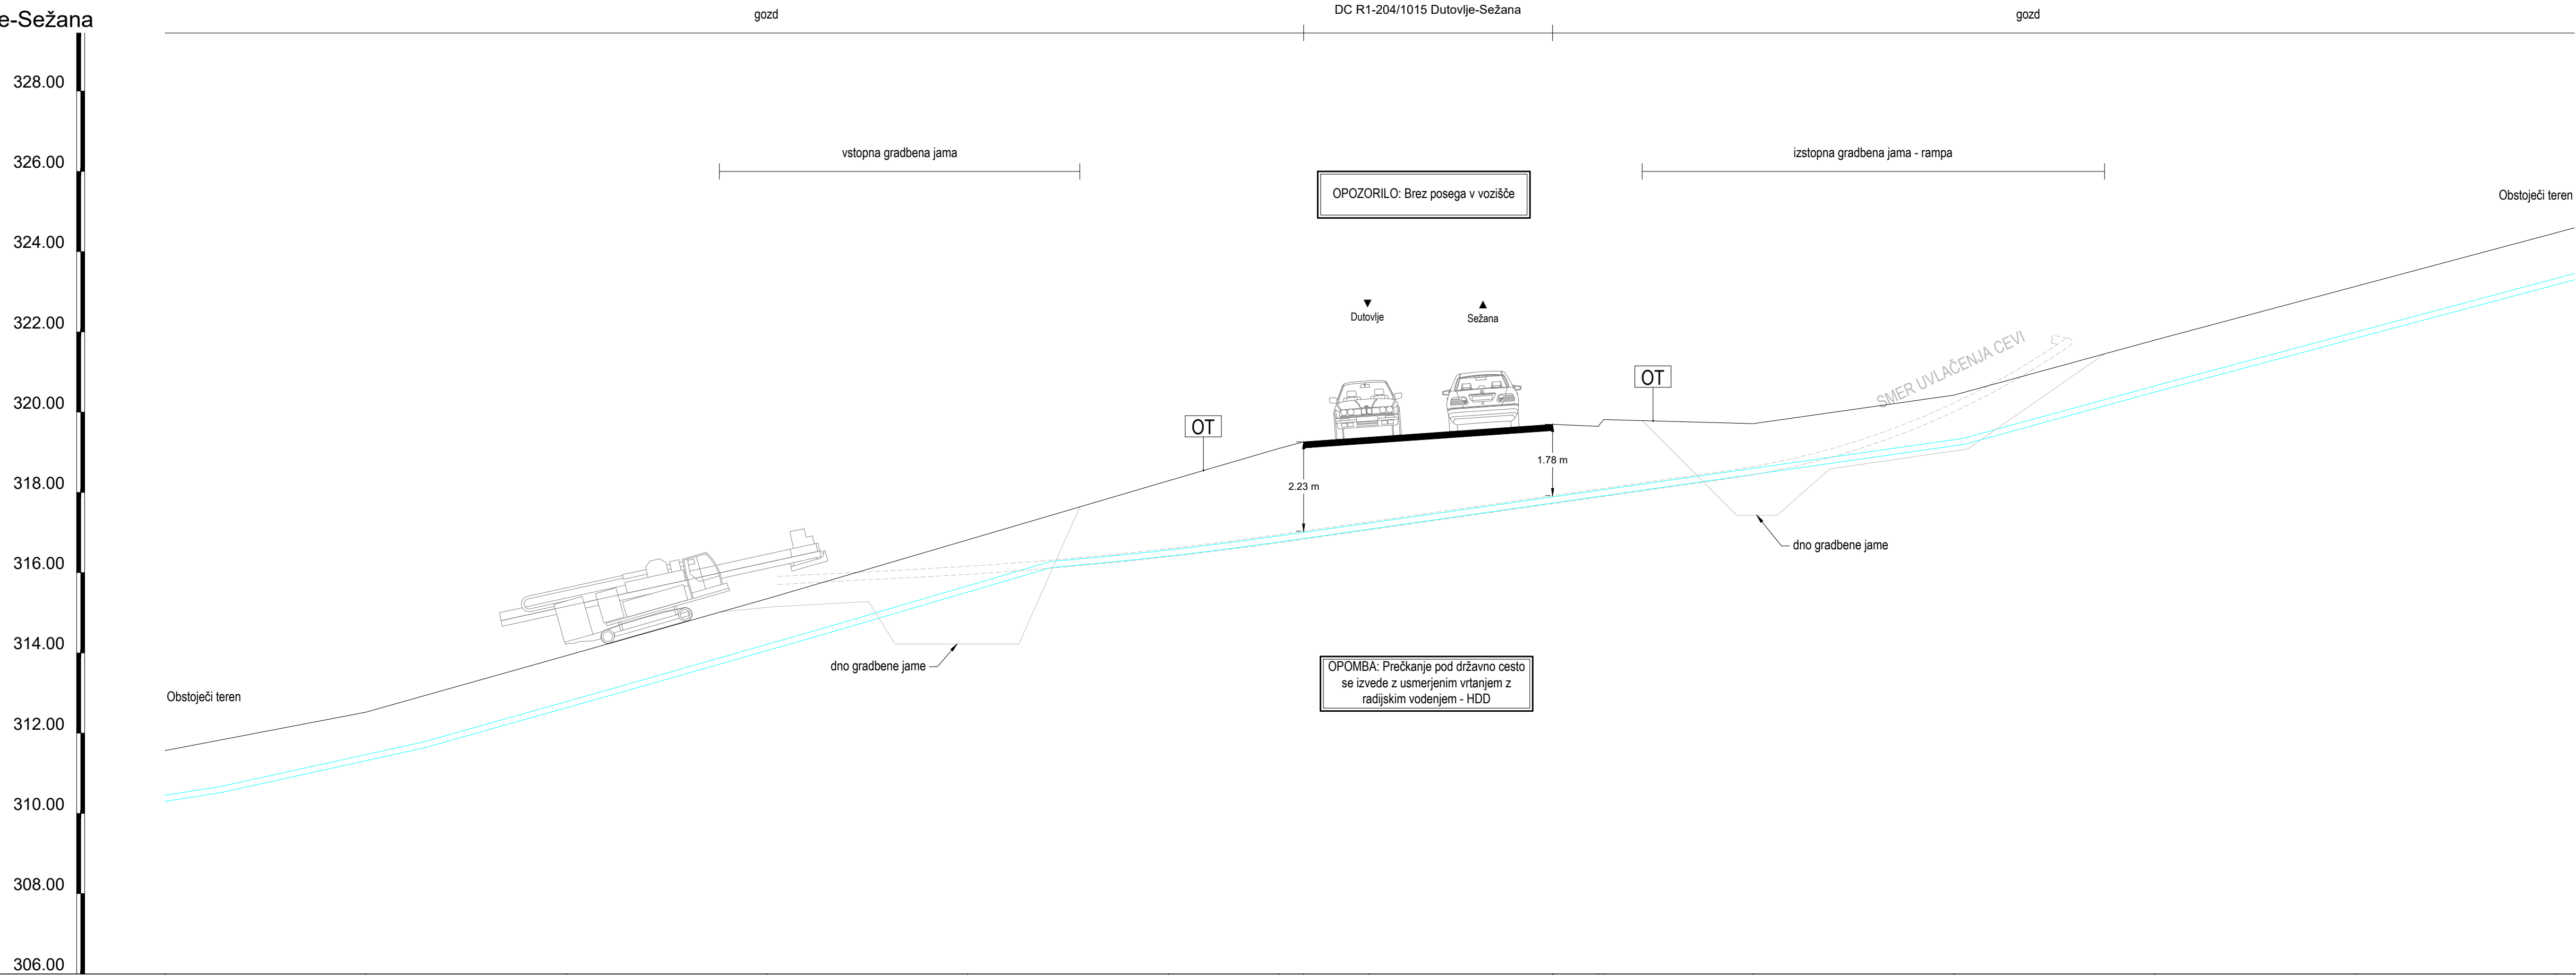 e-Sežana
gozd
DC R1-204/1015 Dutovlje-Sežana
gozd
328.00
326.00
vstopna gradbena jama
izstopna gradbena jama - rampa
OPOZORILO: Brez posega v vozišče
Obstoječi teren
324.00
322.00
Dutovlje
Sežana
SMER UVLAČENJA CEVI
320.00
OT
OT
318.00
1.78 m
2.23 m
316.00
dno gradbene jame
314.00
dno gradbene jame
OPOMBA: Prečkanje pod državno cesto
se izvede z usmerjenim vrtanjem z
radijskim vodenjem - HDD
Obstoječi teren
312.00
310.00
308.00
306.00